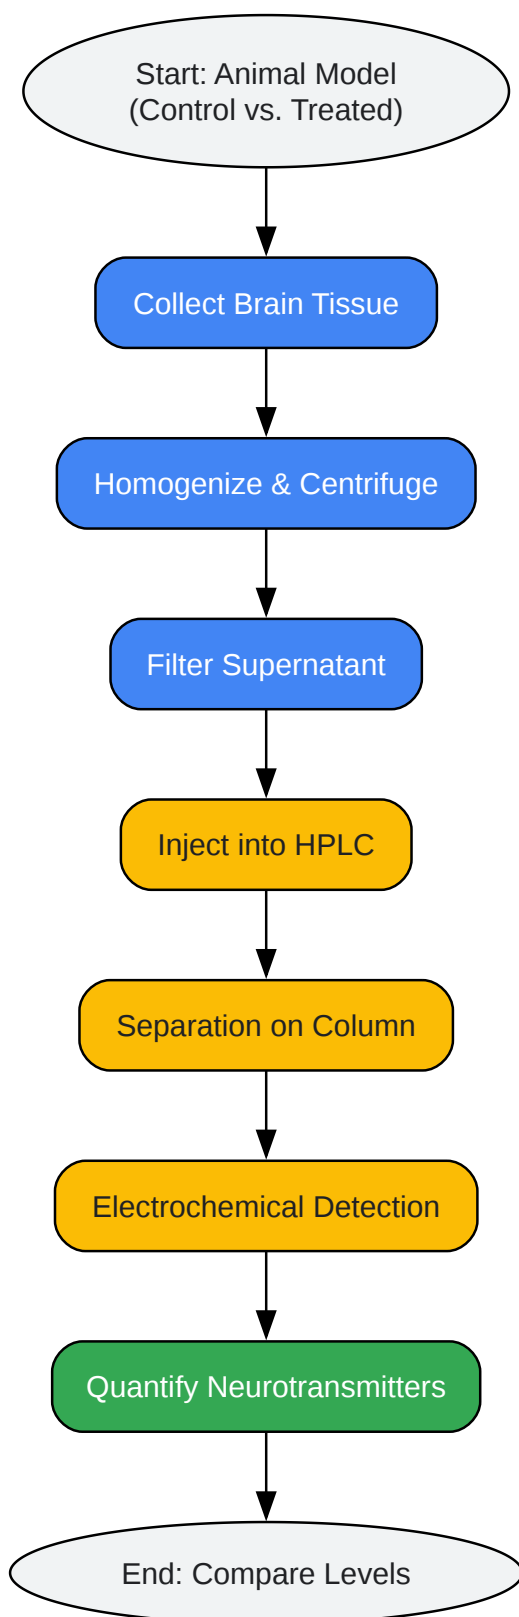 Start: Animal Model
(Control vs. Treated)
Collect Brain Tissue
Homogenize & Centrifuge
Filter Supernatant
Inject into HPLC
Separation on Column
Electrochemical Detection
Quantify Neurotransmitters
End: Compare Levels